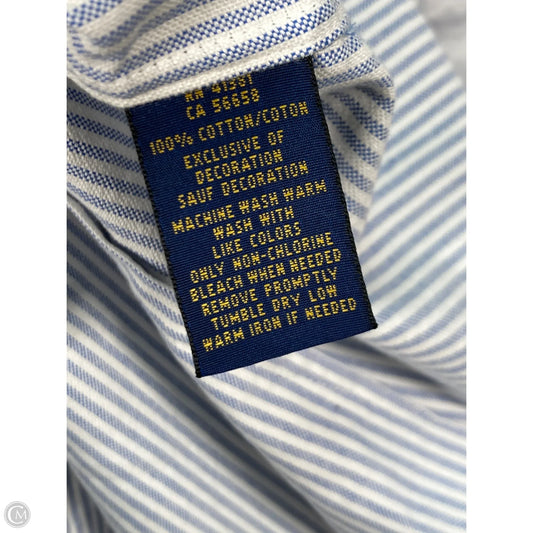 RN 41381
CA 56658
100% COTTON/COTON
EXCLUSIVE OF
DECORATION
SAUF DECORATION
MACHINE WASH WARM
WASH WITH
LIKE COLORS
ONLY NON-CHLORINE
BLEACH WHEN NEEDED
REMOVE PROMPTLY
TUMBLE DRY LOW
WARM IRON IF NEEDED
CM